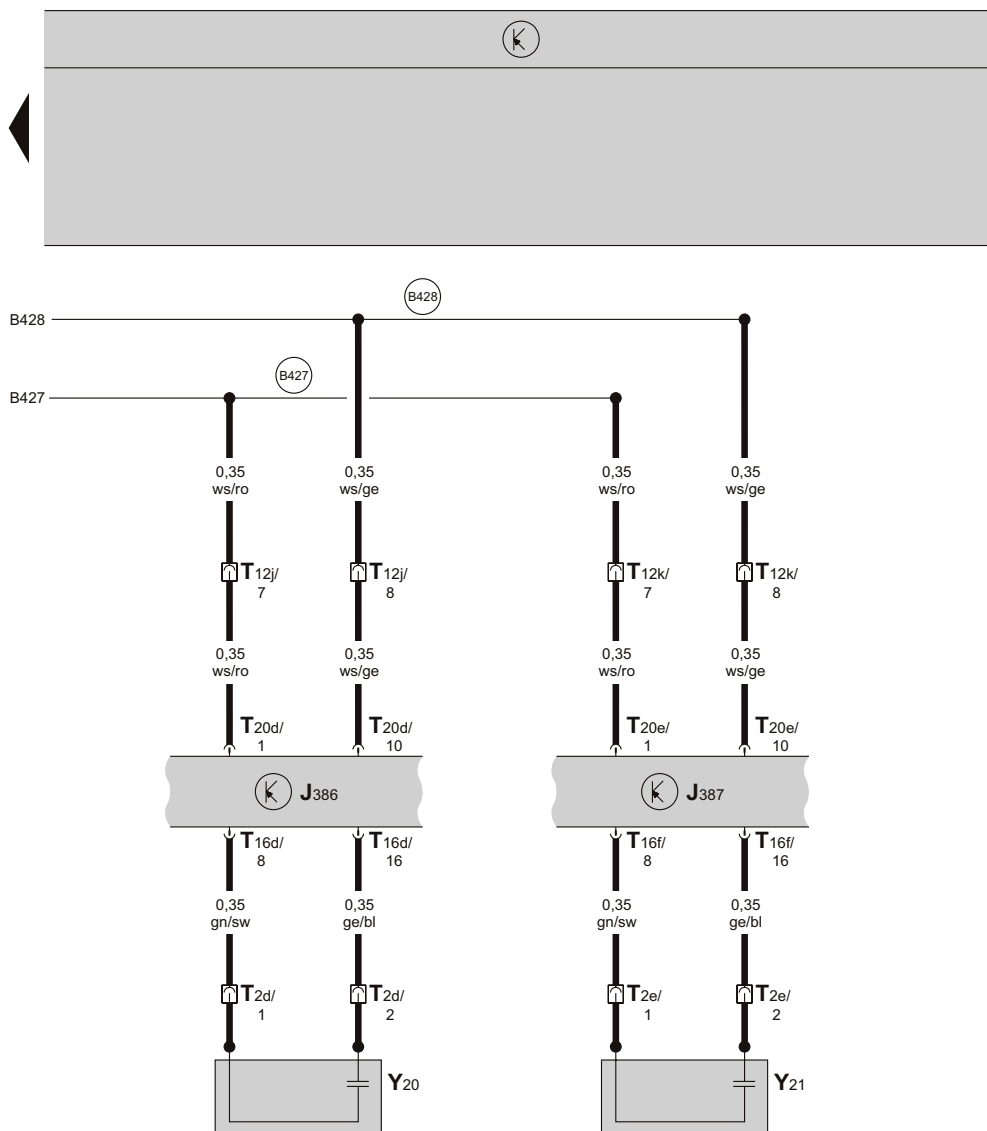 B428
B428
B427
B427
0,35 0,35 0,35 0,35
ws/ro ws/ge ws/ro ws/ge
T12j/ T12j/ T12k/ T12k/
7 8 7 8
0,35 0,35 0,35 0,35
ws/ro ws/ge ws/ro ws/ge
T20d/ T20d/ T20e/ T20e/
1 10 1 10
J386 J387
T16d/ T16d/ T16f/ T16f/
8 16 8 16
0,35 0,35 0,35 0,35
gn/sw ge/bl gn/sw ge/bl
T2d/ T2d/ T2e/ T2e/
1 2 1 2
Y20 Y21